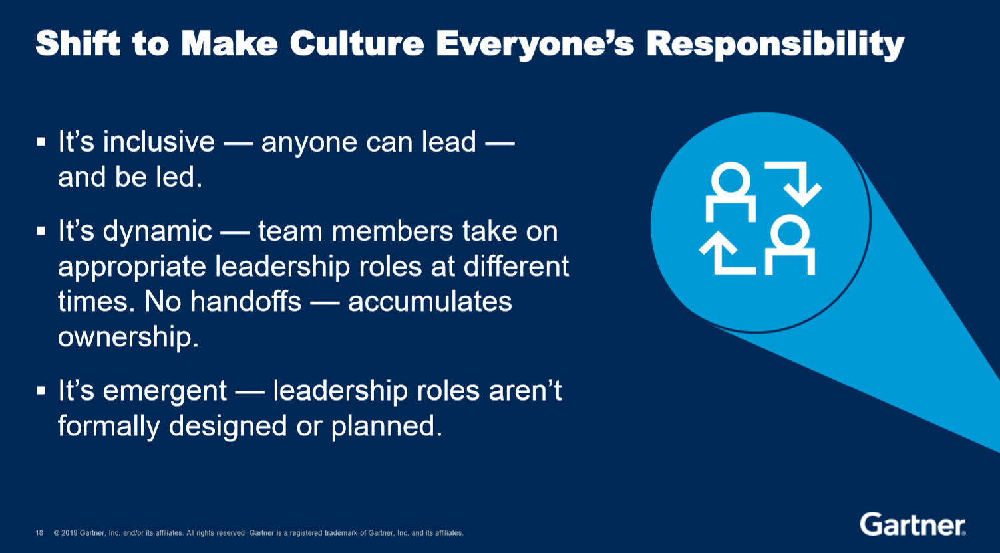 Shift to Make Culture Everyone’s Responsibility
▪ It’s inclusive — anyone can lead —
and be led.
▪ It’s dynamic — team members take on
appropriate leadership roles at different
times. No handoffs — accumulates
ownership.
▪ It’s emergent — leadership roles aren’t
formally designed or planned.
18 © 2019 Gartner, Inc. and/or its affiliates. All rights reserved. Gartner is a registered trademark of Gartner, Inc. and its affiliates.
Gartner®